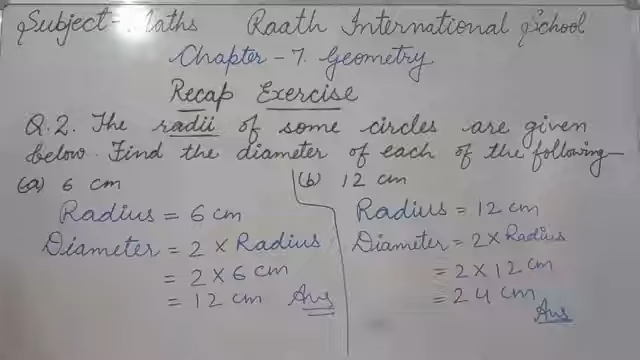 Subject- Maths Raath International School
Chapter - 7. Geometry
Recap Exercise
Q.2. The radii of some circles are given
below. Find the diameter of each of the following—
(a) 6 cm
Radius = 6 cm
Diameter = 2 × Radius
= 2 × 6 cm
= 12 cm Ans
(b) 12 cm
Radius = 12 cm
Diameter = 2 × Radius
= 2 × 12 cm
= 24 cm
Ans